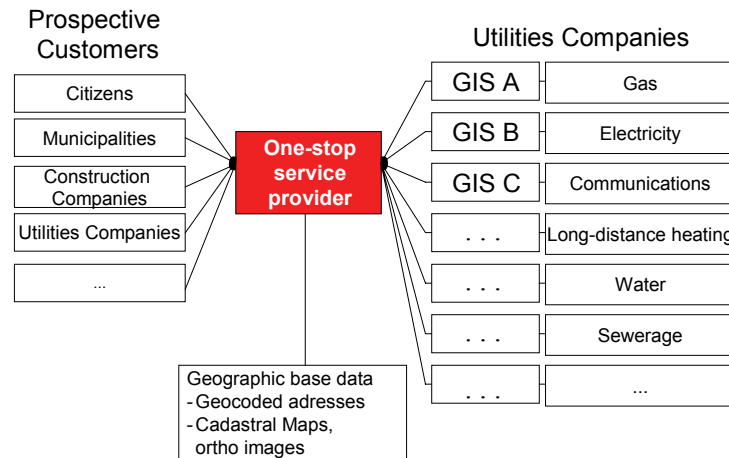 Prospective
Customers
Citizens
Municipalities
Construction
Companies
Utilities Companies
...
One-stop
service
provider
Geographic base data
- Geocoded adresses
- Cadastral Maps,
ortho images
Utilities Companies
GIS A
Gas
GIS B
Electricity
GIS C
Communications
. . .
Long-distance heating
. . .
Water
. . .
Sewerage
. . .
...